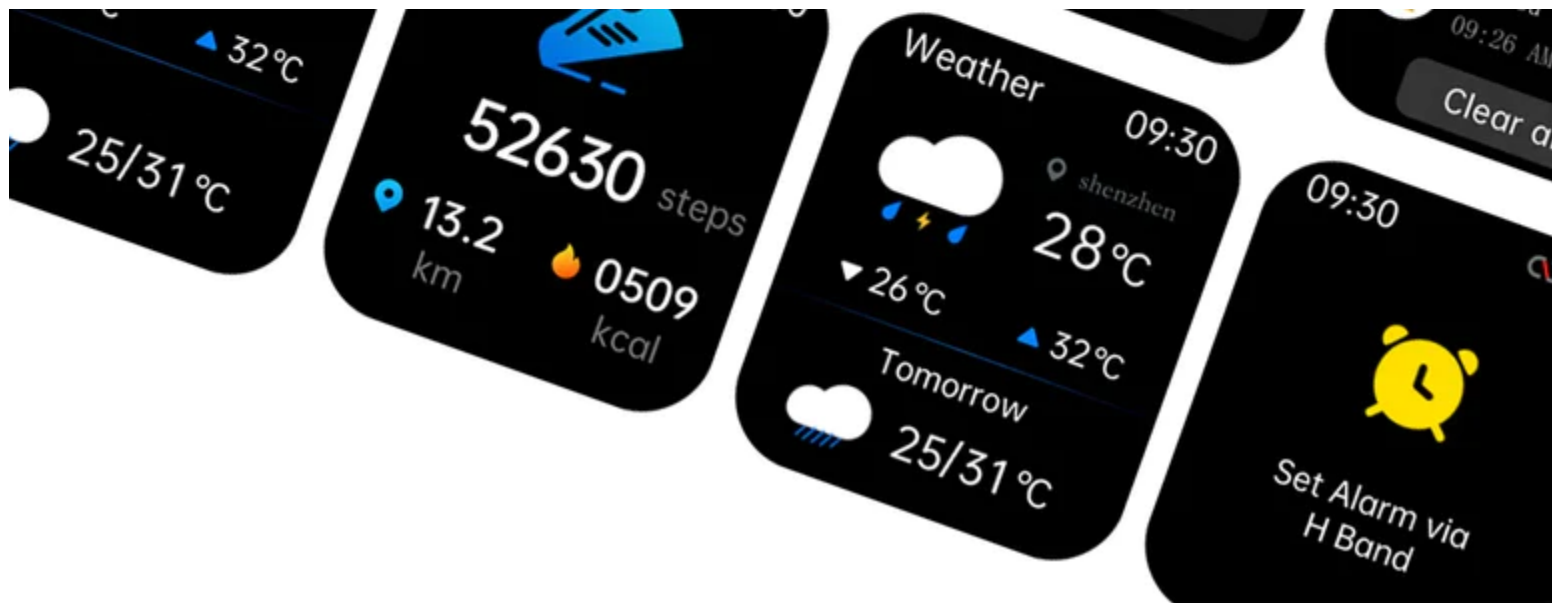 32°C
25/31°C
52630 steps
13.2
km
0509
kcal
Weather
09:30
shenzhen
28°C
26°C
32°C
Tomorrow
25/31°C
09:26 AM
Clear a
09:30
Set Alarm via
H Band